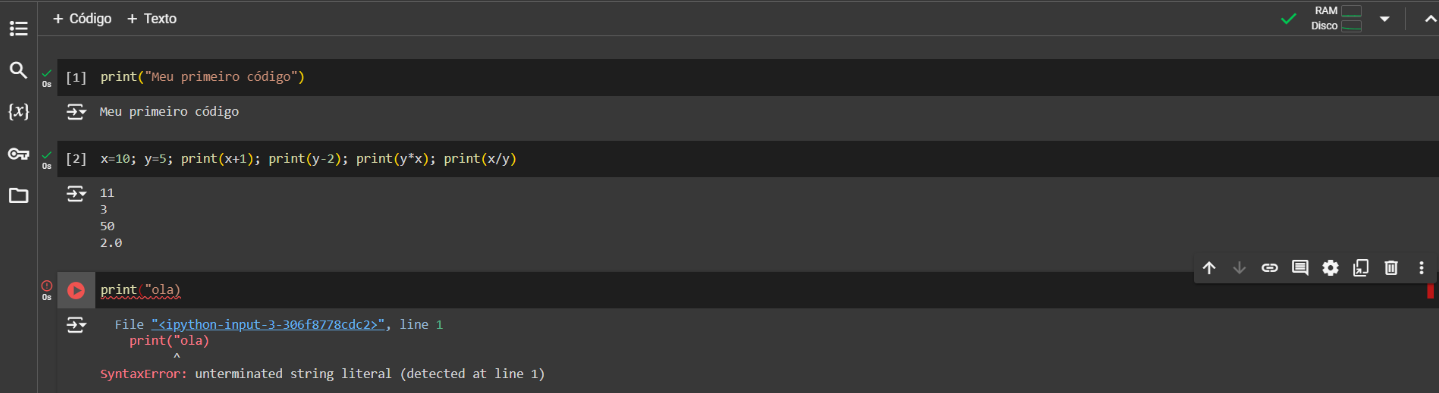 + Código + Texto
RAM
Disco
{x}
0s
[1] print("Meu primeiro código")
Meu primeiro código
0s
[2] x=10; y=5; print(x+1); print(y-2); print(y*x); print(x/y)
11
3
50
2.0
0s
print("ola)
File "<ipython-input-3-306f8778cdc2>", line 1
print("ola)
^
SyntaxError: unterminated string literal (detected at line 1)